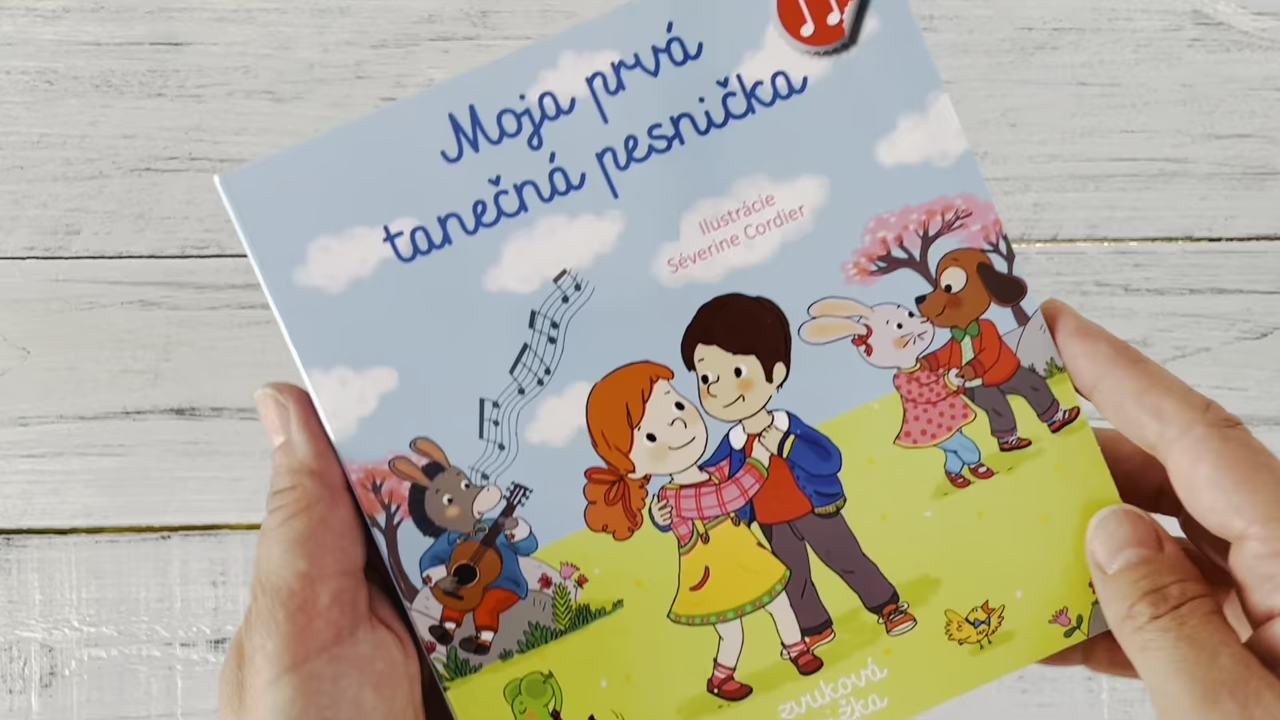 Moja prvá
tanečná pesnička
Ilustrácie
Séverine Cordier
zvuková